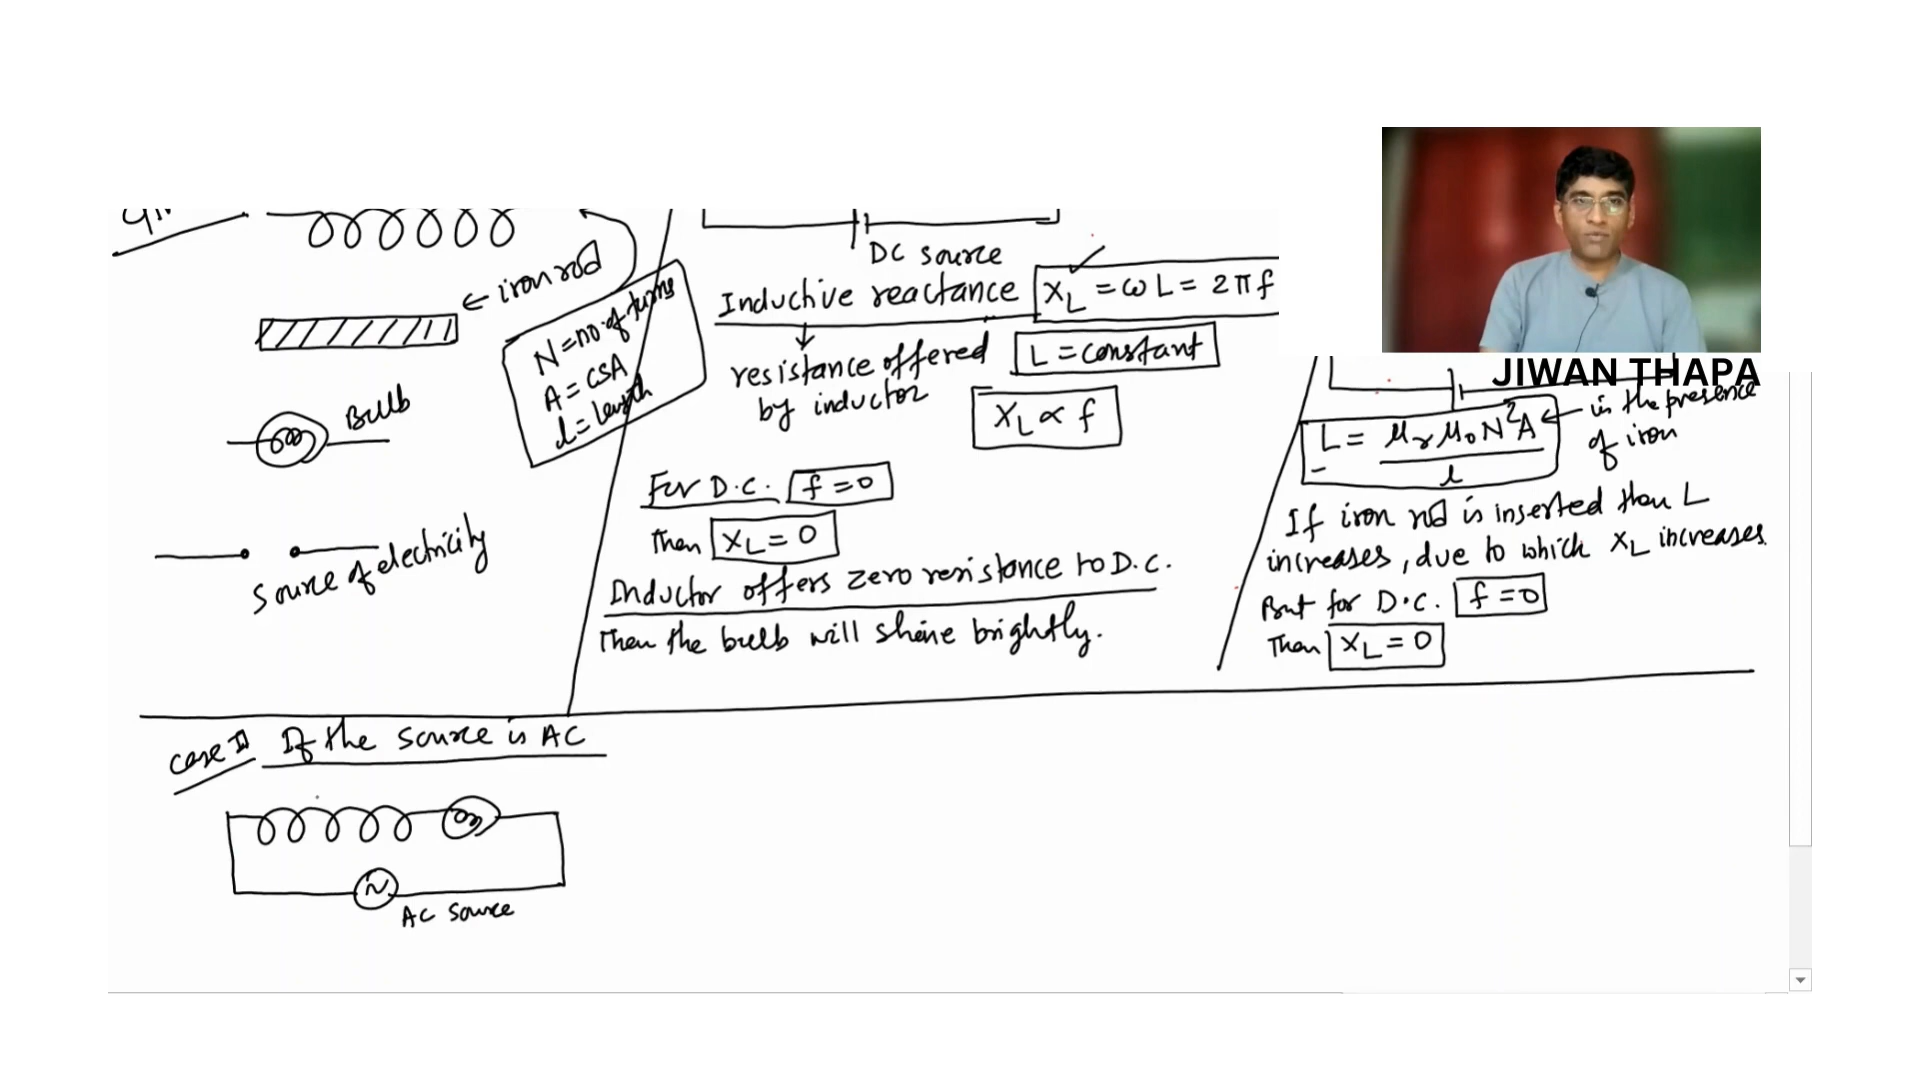 iron rod
N = no. of turns
A = CSA
l = length
Bulb
Source of electricity
DC source
Inductive reactance X_L = ωL = 2πf
resistance offered
by inductor
L = constant
X_L ∝ f
For D.C. f = 0
Then X_L = 0
Inductor offers zero resistance to D.C.
Then the bulb will shine brightly.
JIWAN THAPA
L = μ_r μ_0 N²A / l
in the presence
of iron
If iron rod is inserted then L
increases, due to which X_L increases.
But for D.C. f = 0
Then X_L = 0
Case II If the source is AC
AC source